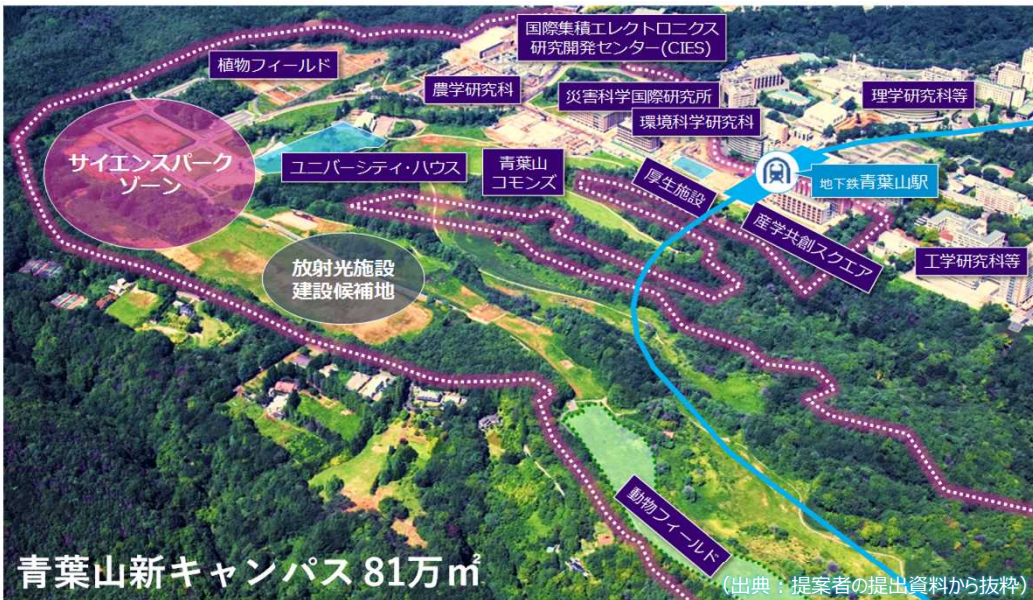 国際集積エレクトロニクス
研究開発センター(CIES)
植物フィールド
農学研究科
災害科学国際研究所
理学研究科等
環境科学研究科
サイエンスパーク
ゾーン
ユニバーシティ・ハウス
青葉山
コモンズ
厚生施設
地下鉄青葉山駅
産学共創スクエア
工学研究科等
放射光施設
建設候補地
動物フィールド
青葉山新キャンパス 81万㎡
(出典：提案者の提出資料から抜粋)